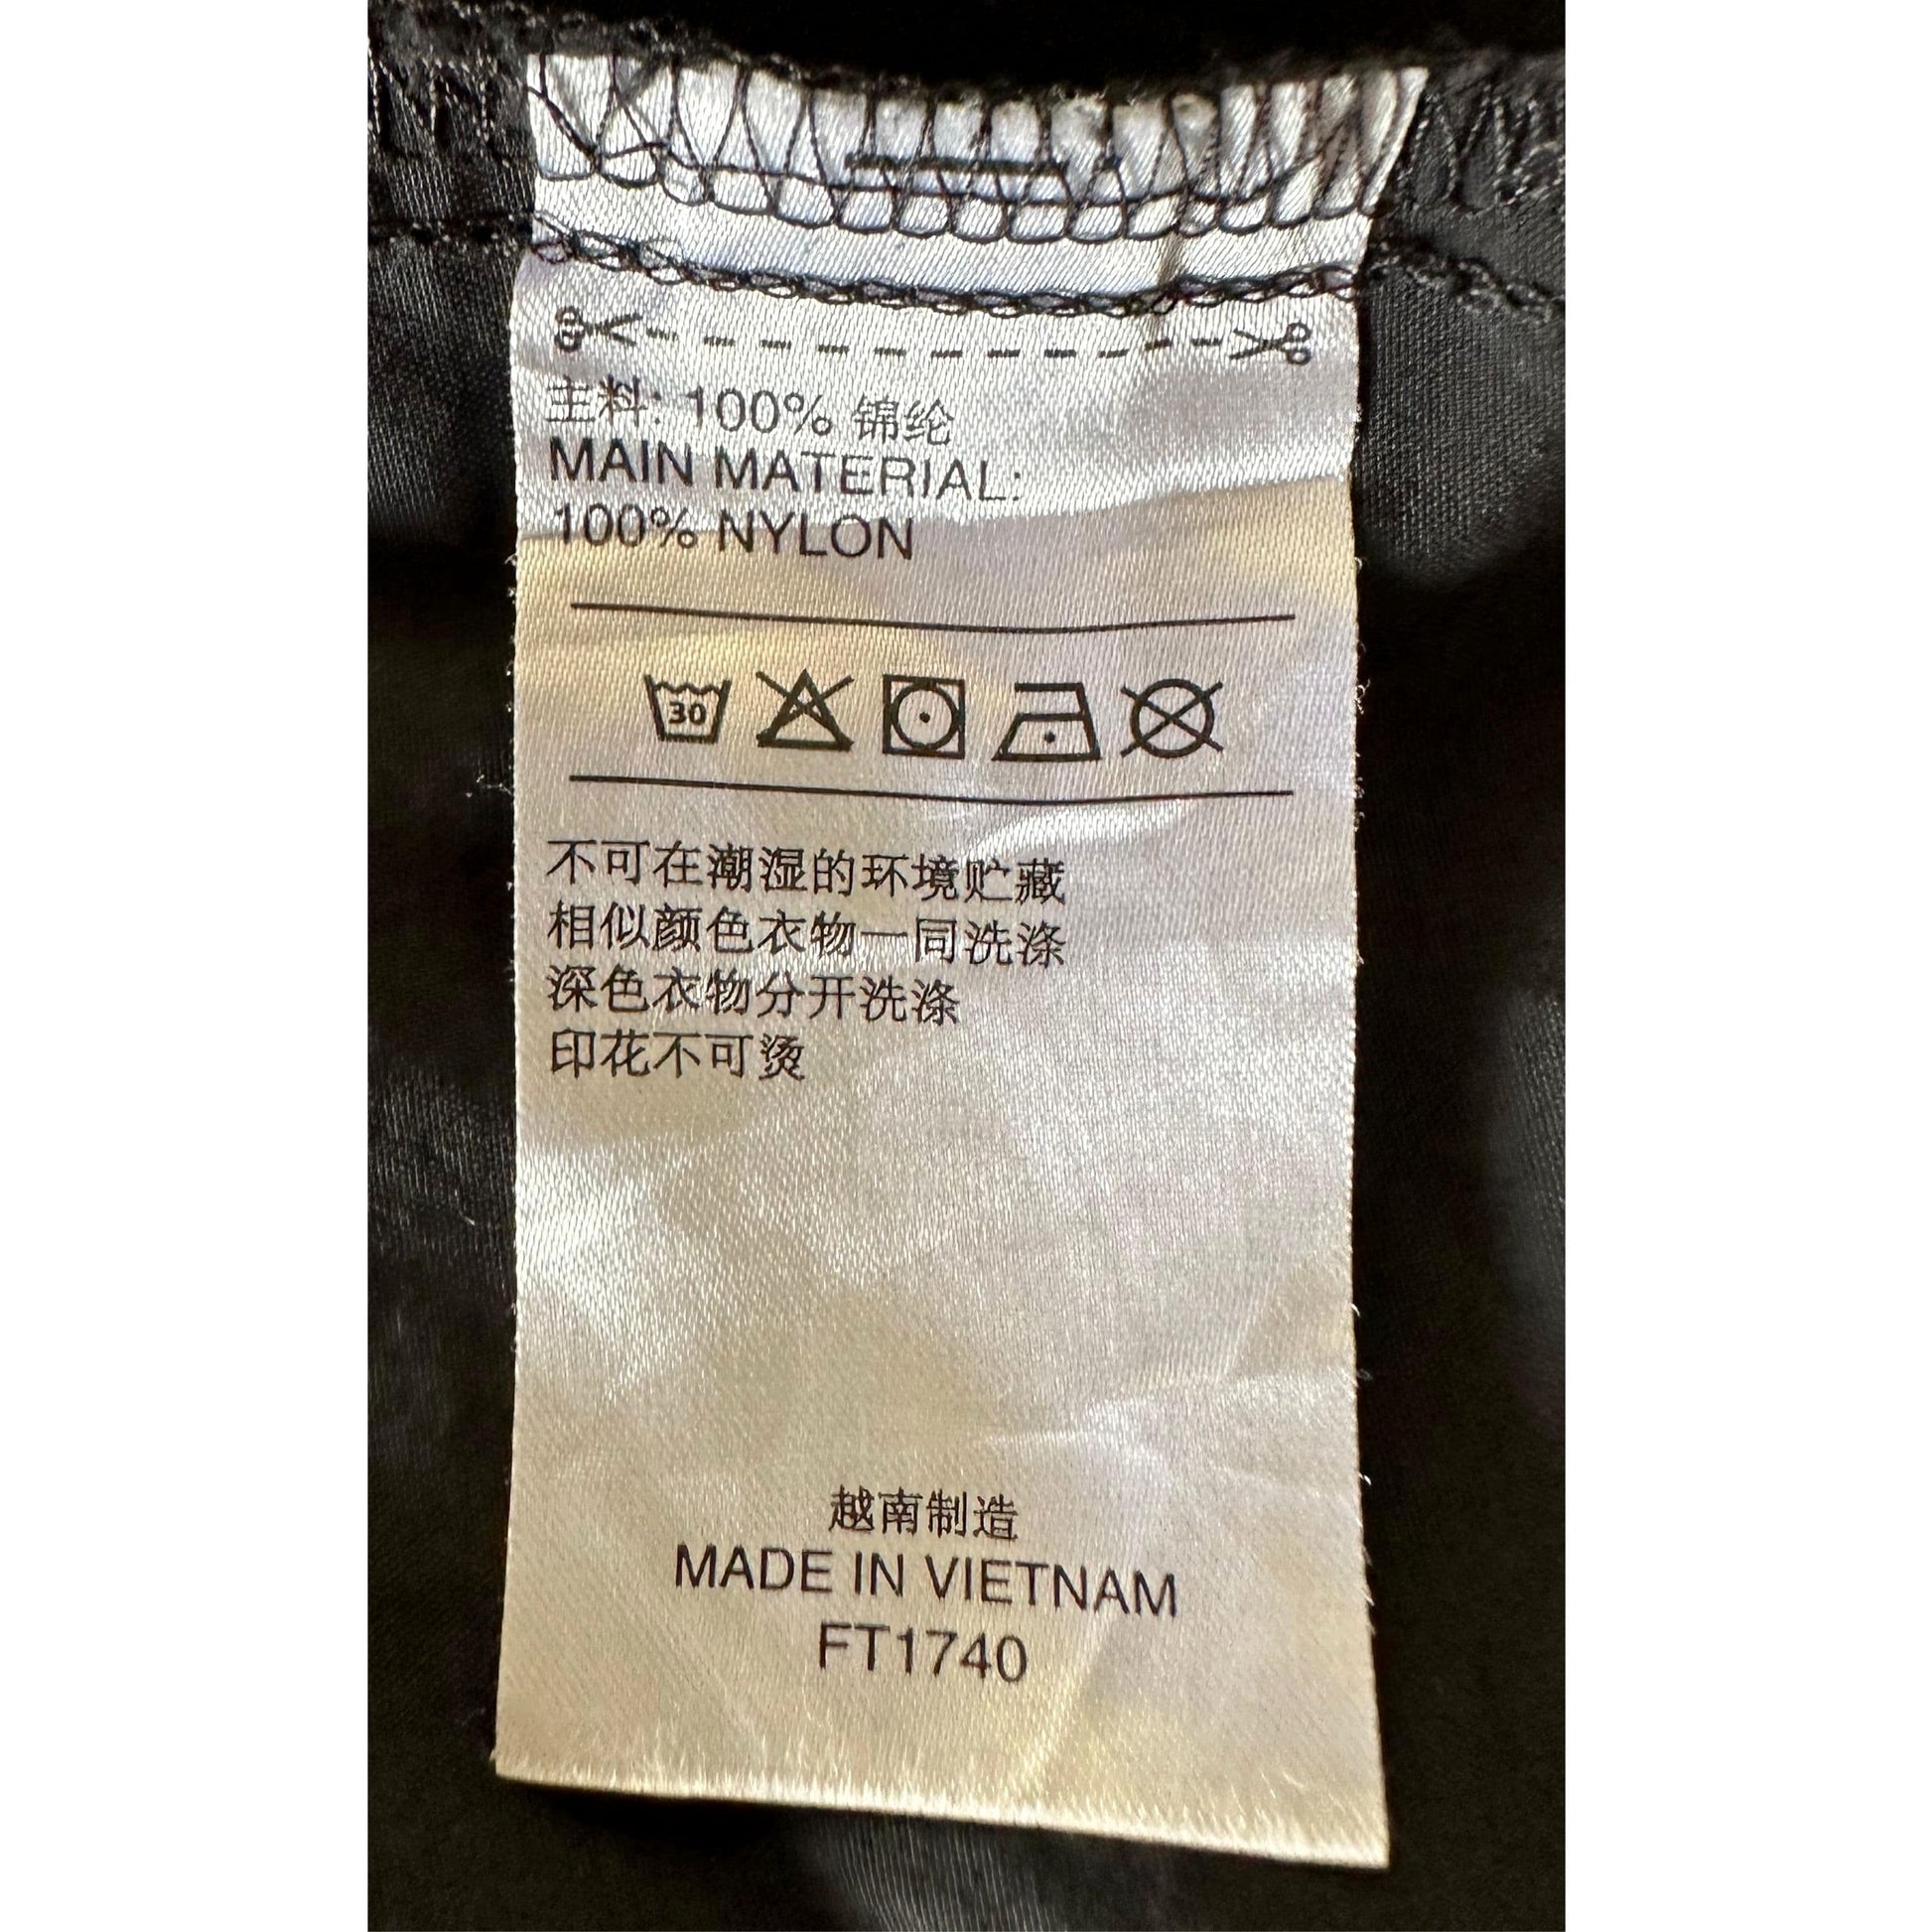 主料: 100% 锦纶
MAIN MATERIAL:
100% NYLON
30
不可在潮湿的环境贮藏
相似颜色衣物一同洗涤
深色衣物分开洗涤
印花不可烫
越南制造
MADE IN VIETNAM
FT1740